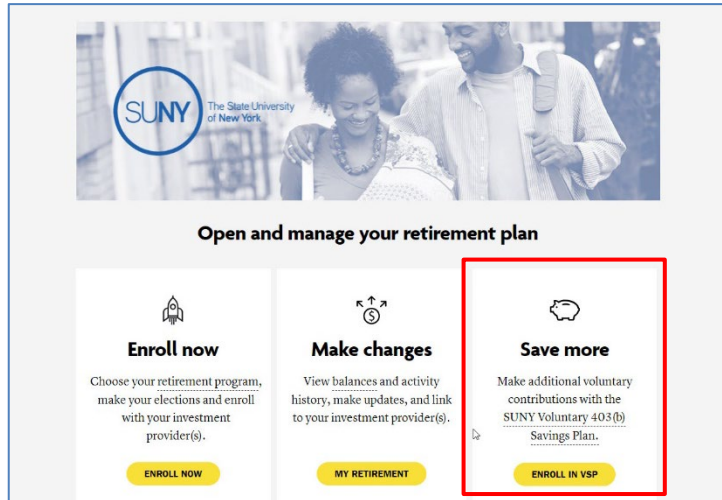 SUNY
The State University
of New York
Open and manage your retirement plan
Enroll now
Choose your retirement program,
make your elections and enroll
with your investment
provider(s).
ENROLL NOW
Make changes
View balances and activity
history, make updates, and link
to your investment provider(s).
MY RETIREMENT
Save more
Make additional voluntary
contributions with the
SUNY Voluntary 403(b)
Savings Plan.
ENROLL IN VSP